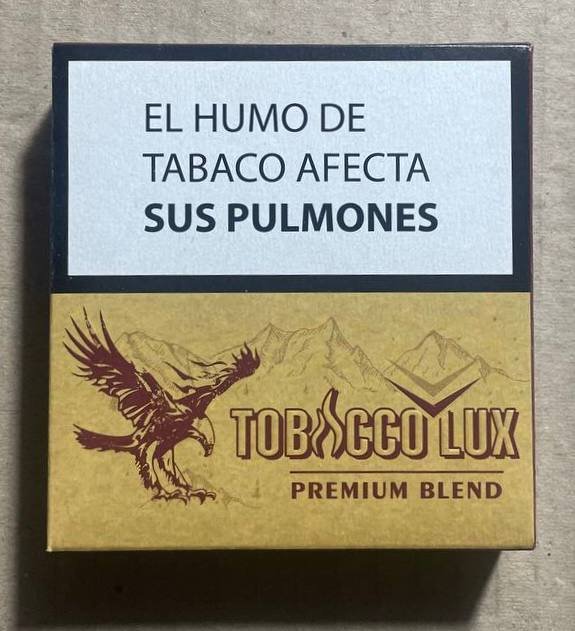 EL HUMO DE
TABACO AFECTA
SUS PULMONES
TOBACCO LUX
PREMIUM BLEND